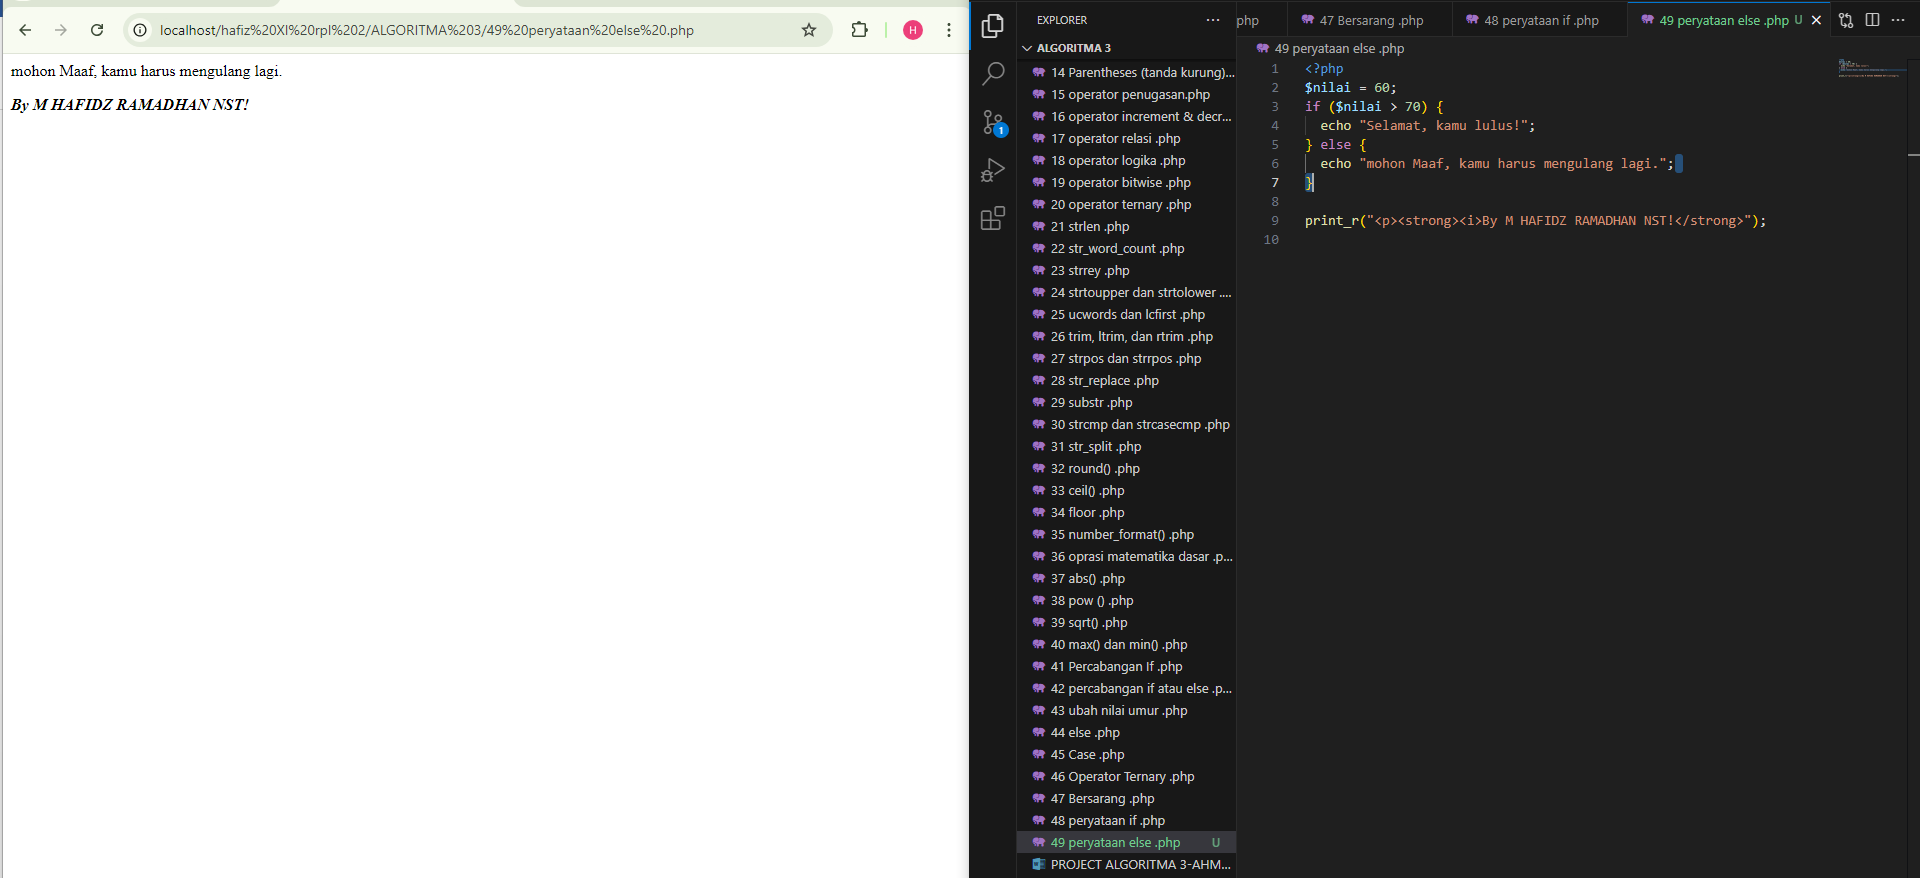 localhost/hafiz%20XI%20rpl%202/ALGORITMA%203/49%20peryataan%20else%20.php
H
mohon Maaf, kamu harus mengulang lagi.
By M HAFIDZ RAMADHAN NST!
1
EXPLORER
ALGORITMA 3
14 Parentheses (tanda kurung)...
15 operator penugasan.php
16 operator increment & decr...
17 operator relasi .php
18 operator logika .php
19 operator bitwise .php
20 operator ternary .php
21 strlen .php
22 str_word_count .php
23 strrey .php
24 strtoupper dan strtolower ....
25 ucwords dan lcfirst .php
26 trim, ltrim, dan rtrim .php
27 strpos dan strrpos .php
28 str_replace .php
29 substr .php
30 strcmp dan strcasecmp .php
31 str_split .php
32 round() .php
33 ceil() .php
34 floor .php
35 number_format() .php
36 oprasi matematika dasar .p...
37 abs() .php
38 pow () .php
39 sqrt() .php
40 max() dan min() .php
41 Percabangan If .php
42 percabangan if atau else .p...
43 ubah nilai umur .php
44 else .php
45 Case .php
46 Operator Ternary .php
47 Bersarang .php
48 peryataan if .php
49 peryataan else .php U
PROJECT ALGORITMA 3-AHM...
php
47 Bersarang .php
48 peryataan if .php
49 peryataan else .php U
49 peryataan else .php
1 <?php
2 $nilai = 60;
3 if ($nilai > 70) {
4 echo "Selamat, kamu lulus!";
5 } else {
6 echo "mohon Maaf, kamu harus mengulang lagi.";
7 }
8
9 print_r("<p><strong><i>By M HAFIDZ RAMADHAN NST!</strong>");
10